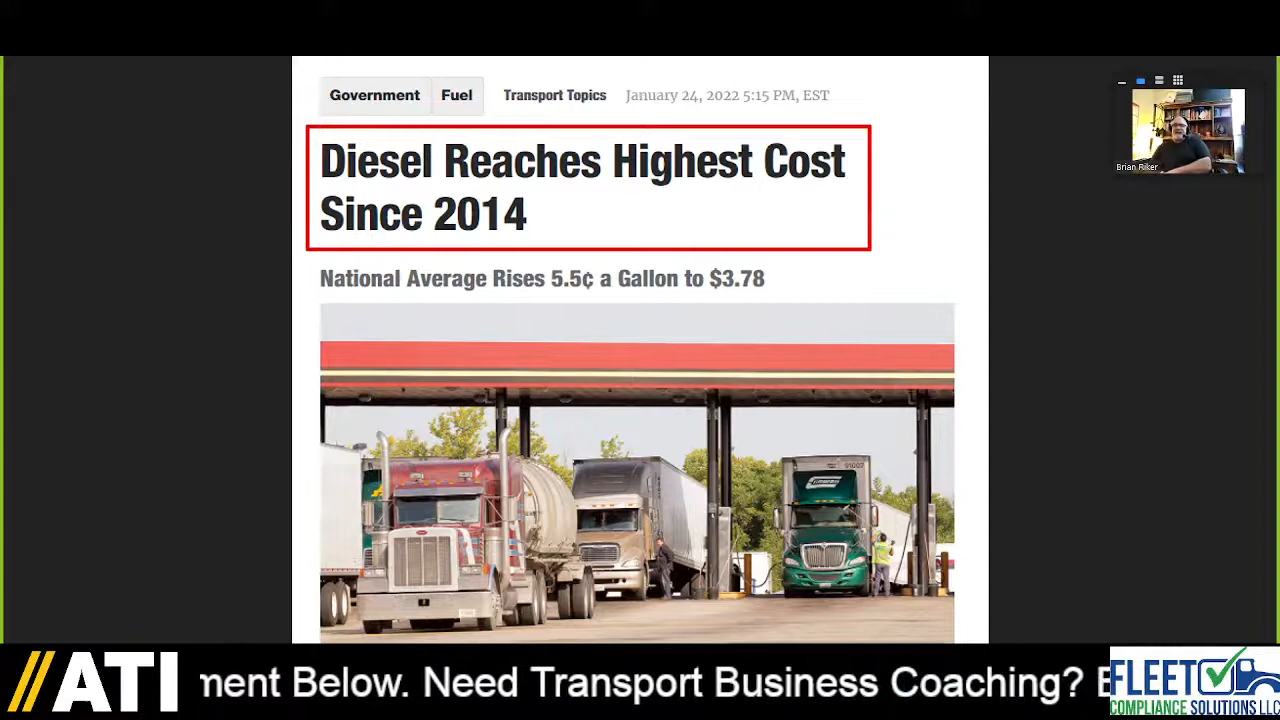 Government Fuel Transport Topics January 24, 2022 5:15 PM, EST
Diesel Reaches Highest Cost
Since 2014
National Average Rises 5.5¢ a Gallon to $3.78
Brian Riker
//ATI
ment Below. Need Transport Business Coaching?
FLEET
COMPLIANCE SOLUTIONS LLC